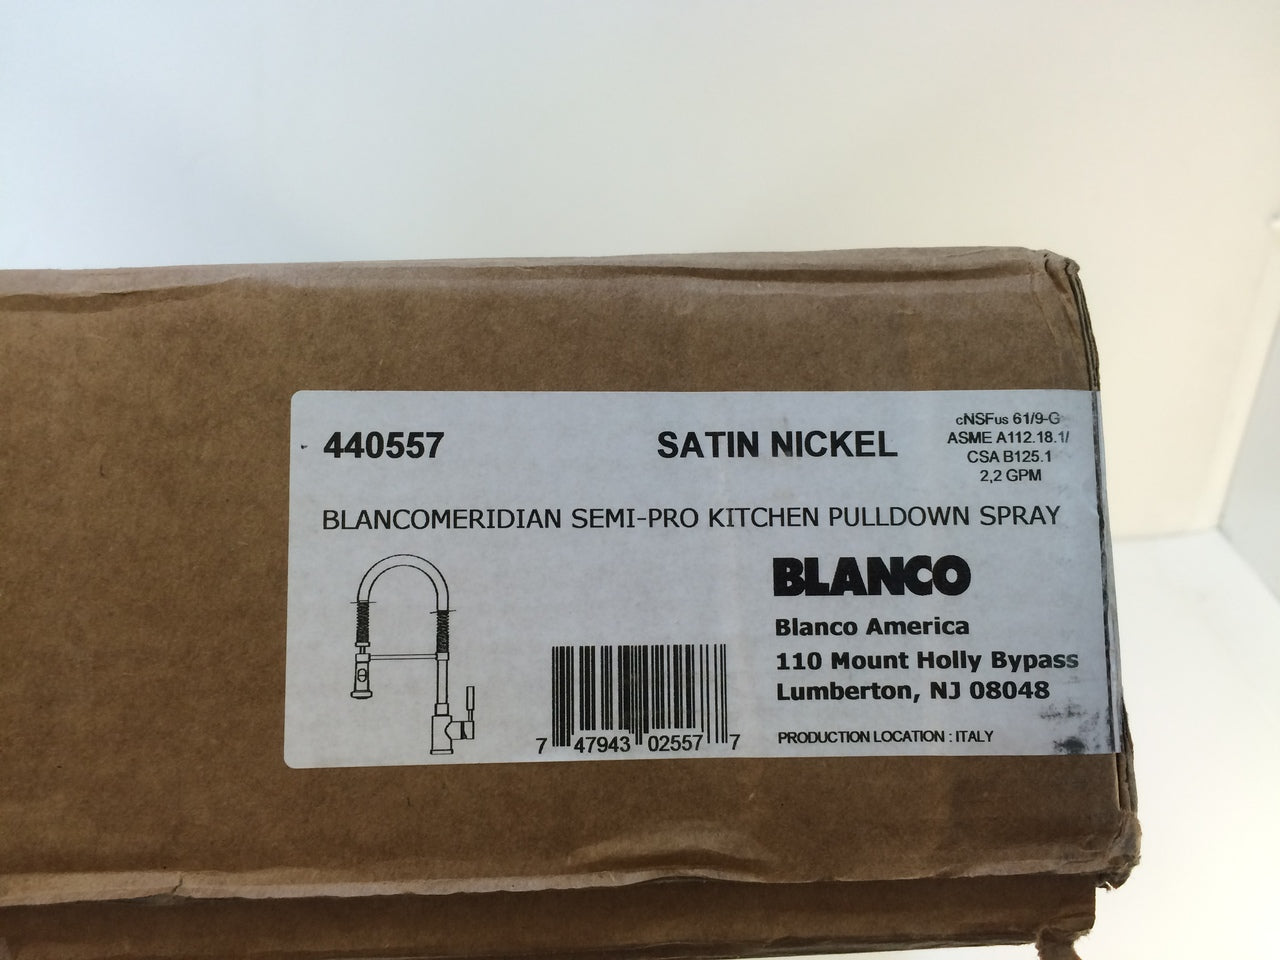 440557
SATIN NICKEL
cNSFus 61/9-G
ASME A112.18.1/
CSA B125.1
2,2 GPM
BLANCOMERIDIAN SEMI-PRO KITCHEN PULLDOWN SPRAY
BLANCO
Blanco America
110 Mount Holly Bypass
Lumberton, NJ 08048
PRODUCTION LOCATION : ITALY
7 47943 02557 7